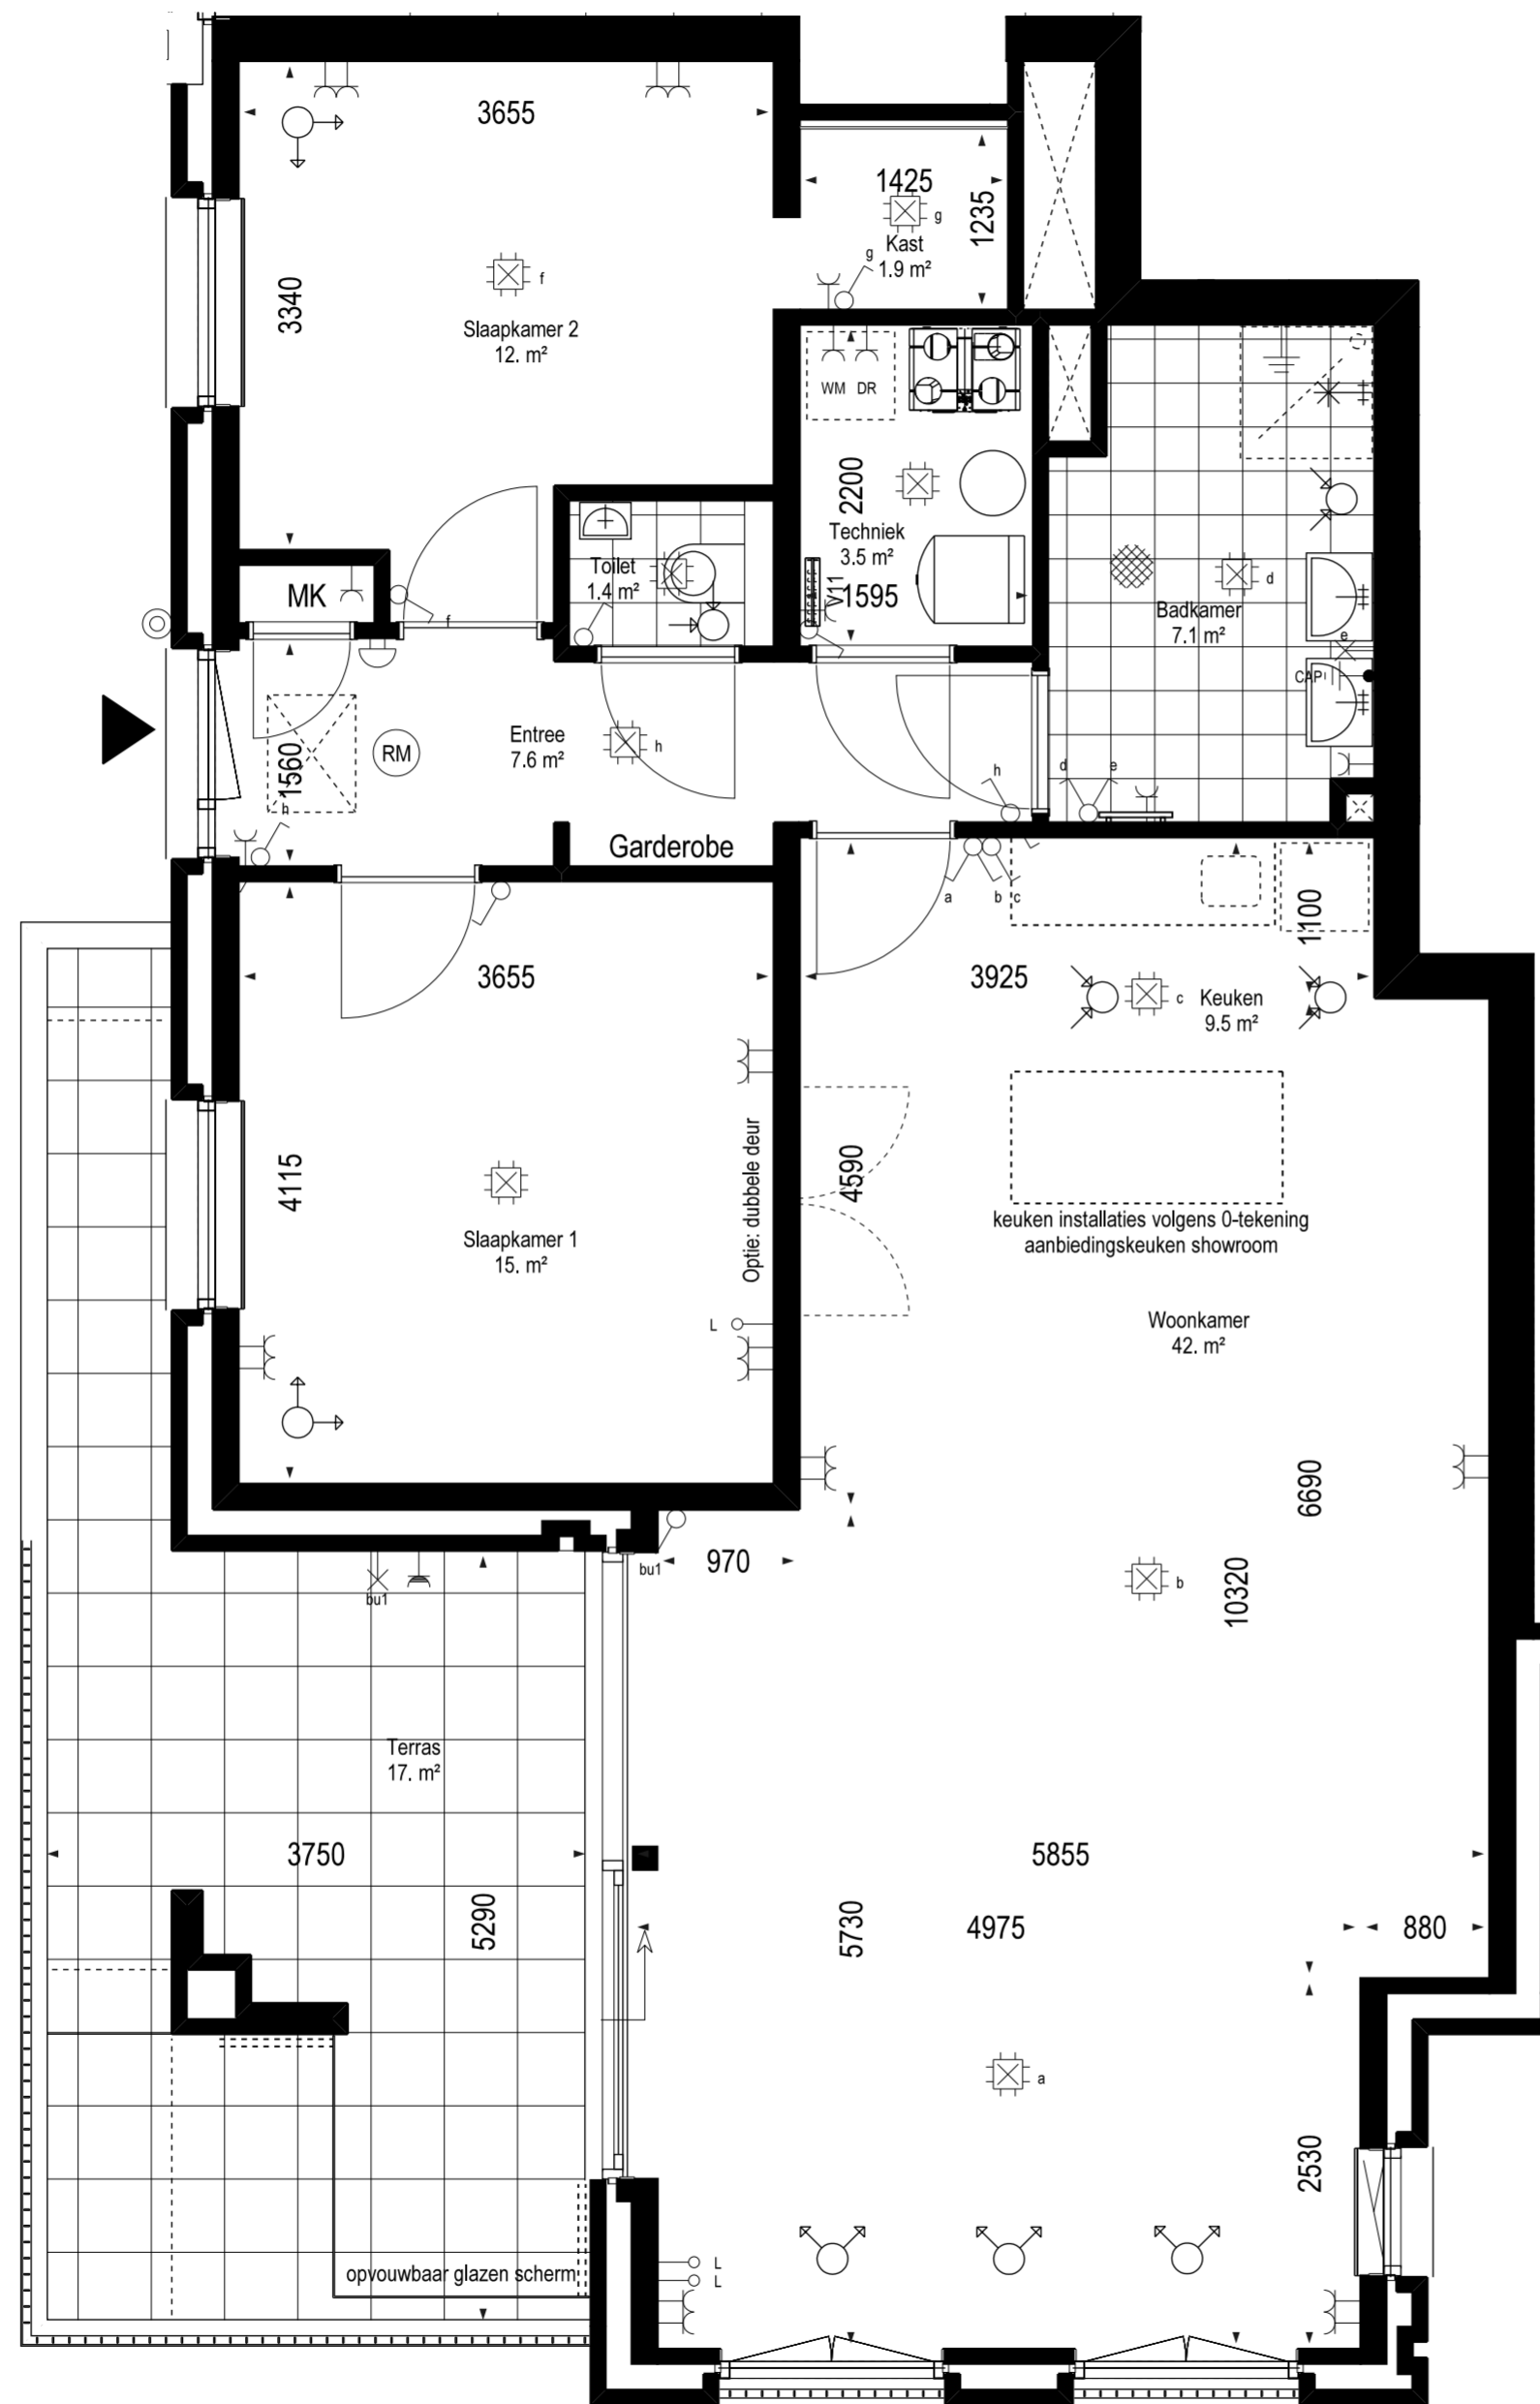 3655
1425
1235
g
Kast
1.9 m²
g
f
3340
Slaapkamer 2
12. m²
WM DR
2200
Techniek
3.5 m²
V11
1595
Toilet
1.4 m²
MK
f
d
Badkamer
7.1 m²
e
CAP
Entree
7.6 m²
h
RM
1560
h
h
d
e
Garderobe
a
b
c
1100
3655
3925
c
Keuken
9.5 m²
4115
Optie: dubbele deur
4590
keuken installaties volgens 0-tekening
aanbiedingskeuken showroom
Slaapkamer 1
15. m²
L
Woonkamer
42. m²
6690
970
bu1
bu1
b
10320
Terras
17. m²
3750
5855
5290
5730
4975
880
a
2530
opvouwbaar glazen scherm
L
L